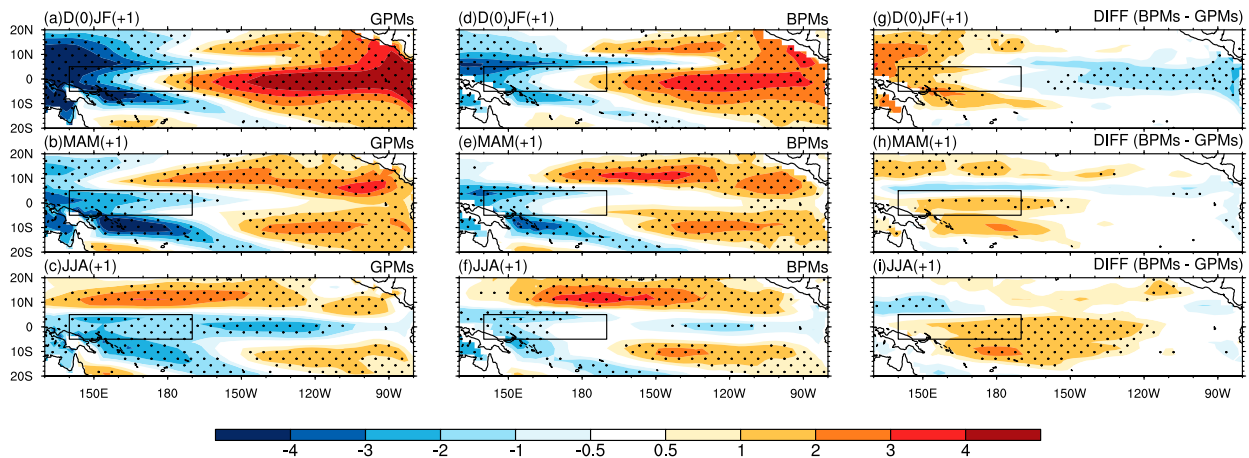 (a)D(0)JF(+1) GPMs (d)D(0)JF(+1) BPMs (g)D(0)JF(+1) DIFF (BPMs - GPMs)
20N
10N
0
10S
20S
(b)MAM(+1) GPMs (e)MAM(+1) BPMs (h)MAM(+1) DIFF (BPMs - GPMs)
20N
10N
0
10S
20S
(c)JJA(+1) GPMs (f)JJA(+1) BPMs (i)JJA(+1) DIFF (BPMs - GPMs)
20N
10N
0
10S
20S
150E 180 150W 120W 90W 150E 180 150W 120W 90W 150E 180 150W 120W 90W
-4 -3 -2 -1 -0.5 0.5 1 2 3 4